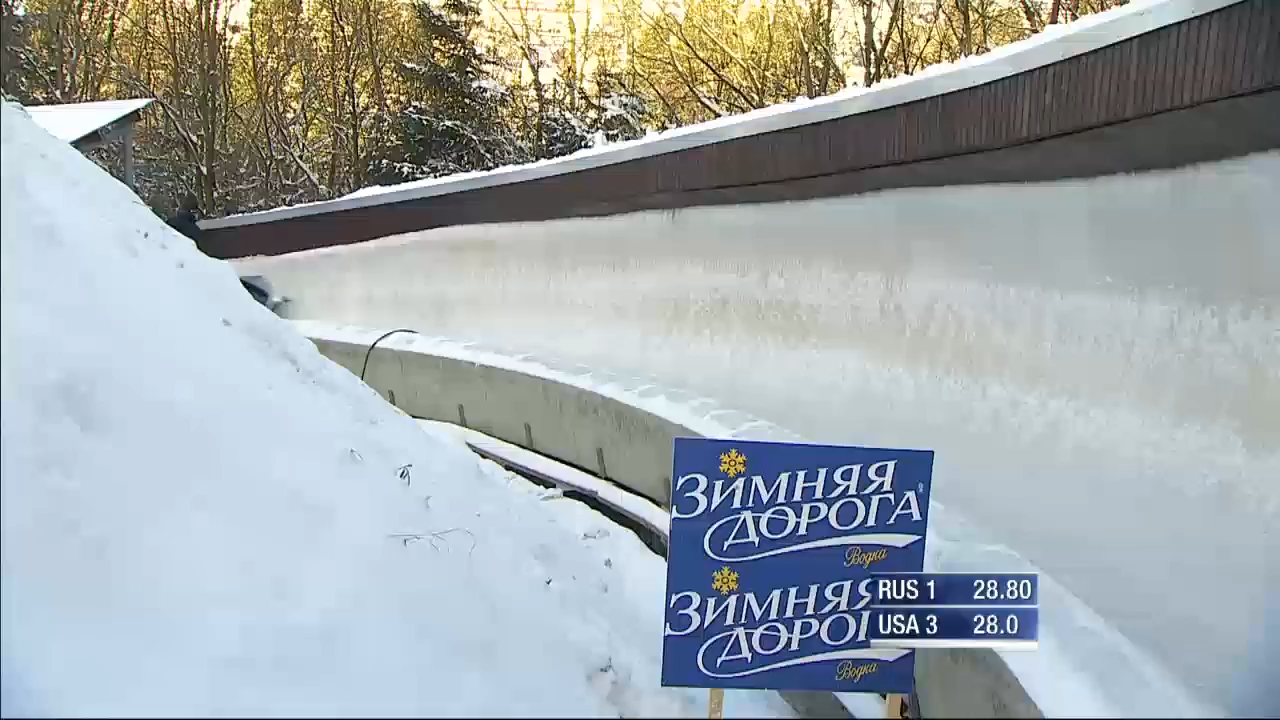 ЗИМНЯЯ
ДОРОГА
Водка
ЗИМНЯЯ
ДОРОГ
Водка
RUS 1 28.80
USA 3 28.0